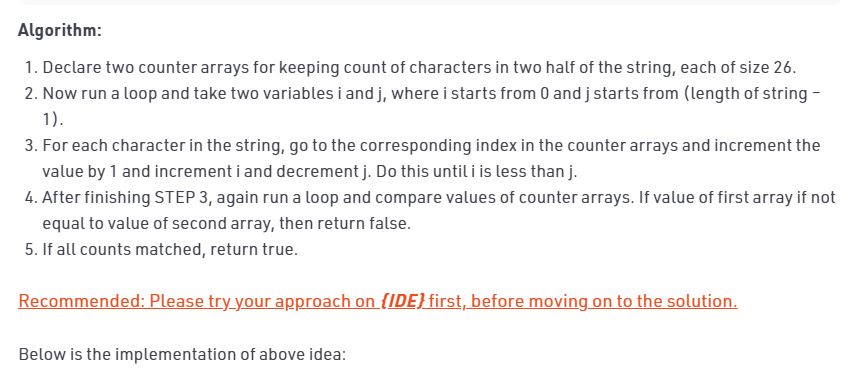 Algorithm:
1. Declare two counter arrays for keeping count of characters in two half of the string, each of size 26.
2. Now run a loop and take two variables i and j, where i starts from 0 and j starts from (length of string –
1).
3. For each character in the string, go to the corresponding index in the counter arrays and increment the
value by 1 and increment i and decrement j. Do this until i is less than j.
4. After finishing STEP 3, again run a loop and compare values of counter arrays. If value of first array if not
equal to value of second array, then return false.
5. If all counts matched, return true.
Recommended: Please try your approach on {IDE} first, before moving on to the solution.
Below is the implementation of above idea: